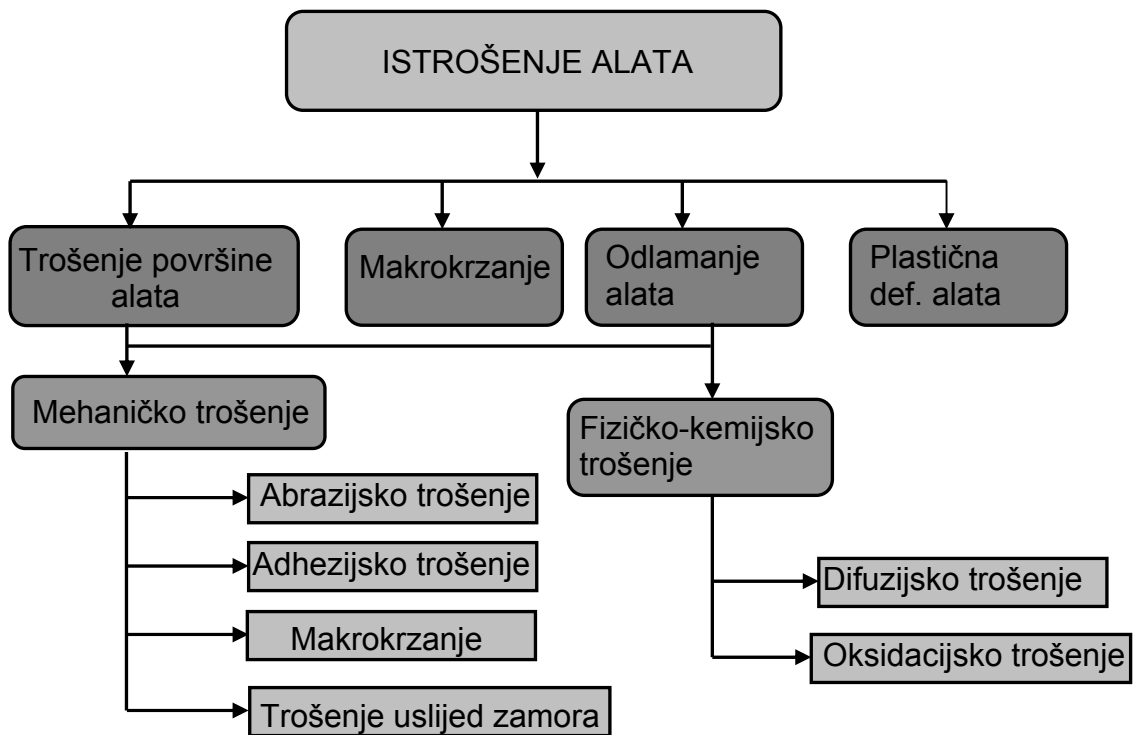 ISTROŠENJE ALATA
Trošenje površine
alata
Makrokrzanje
Odlamanje
alata
Plastična
def. alata
Mehaničko trošenje
Fizičko-kemijsko
trošenje
Abrazijsko trošenje
Adhezijsko trošenje
Makrokrzanje
Trošenje uslijed zamora
Difuzijsko trošenje
Oksidacijsko trošenje